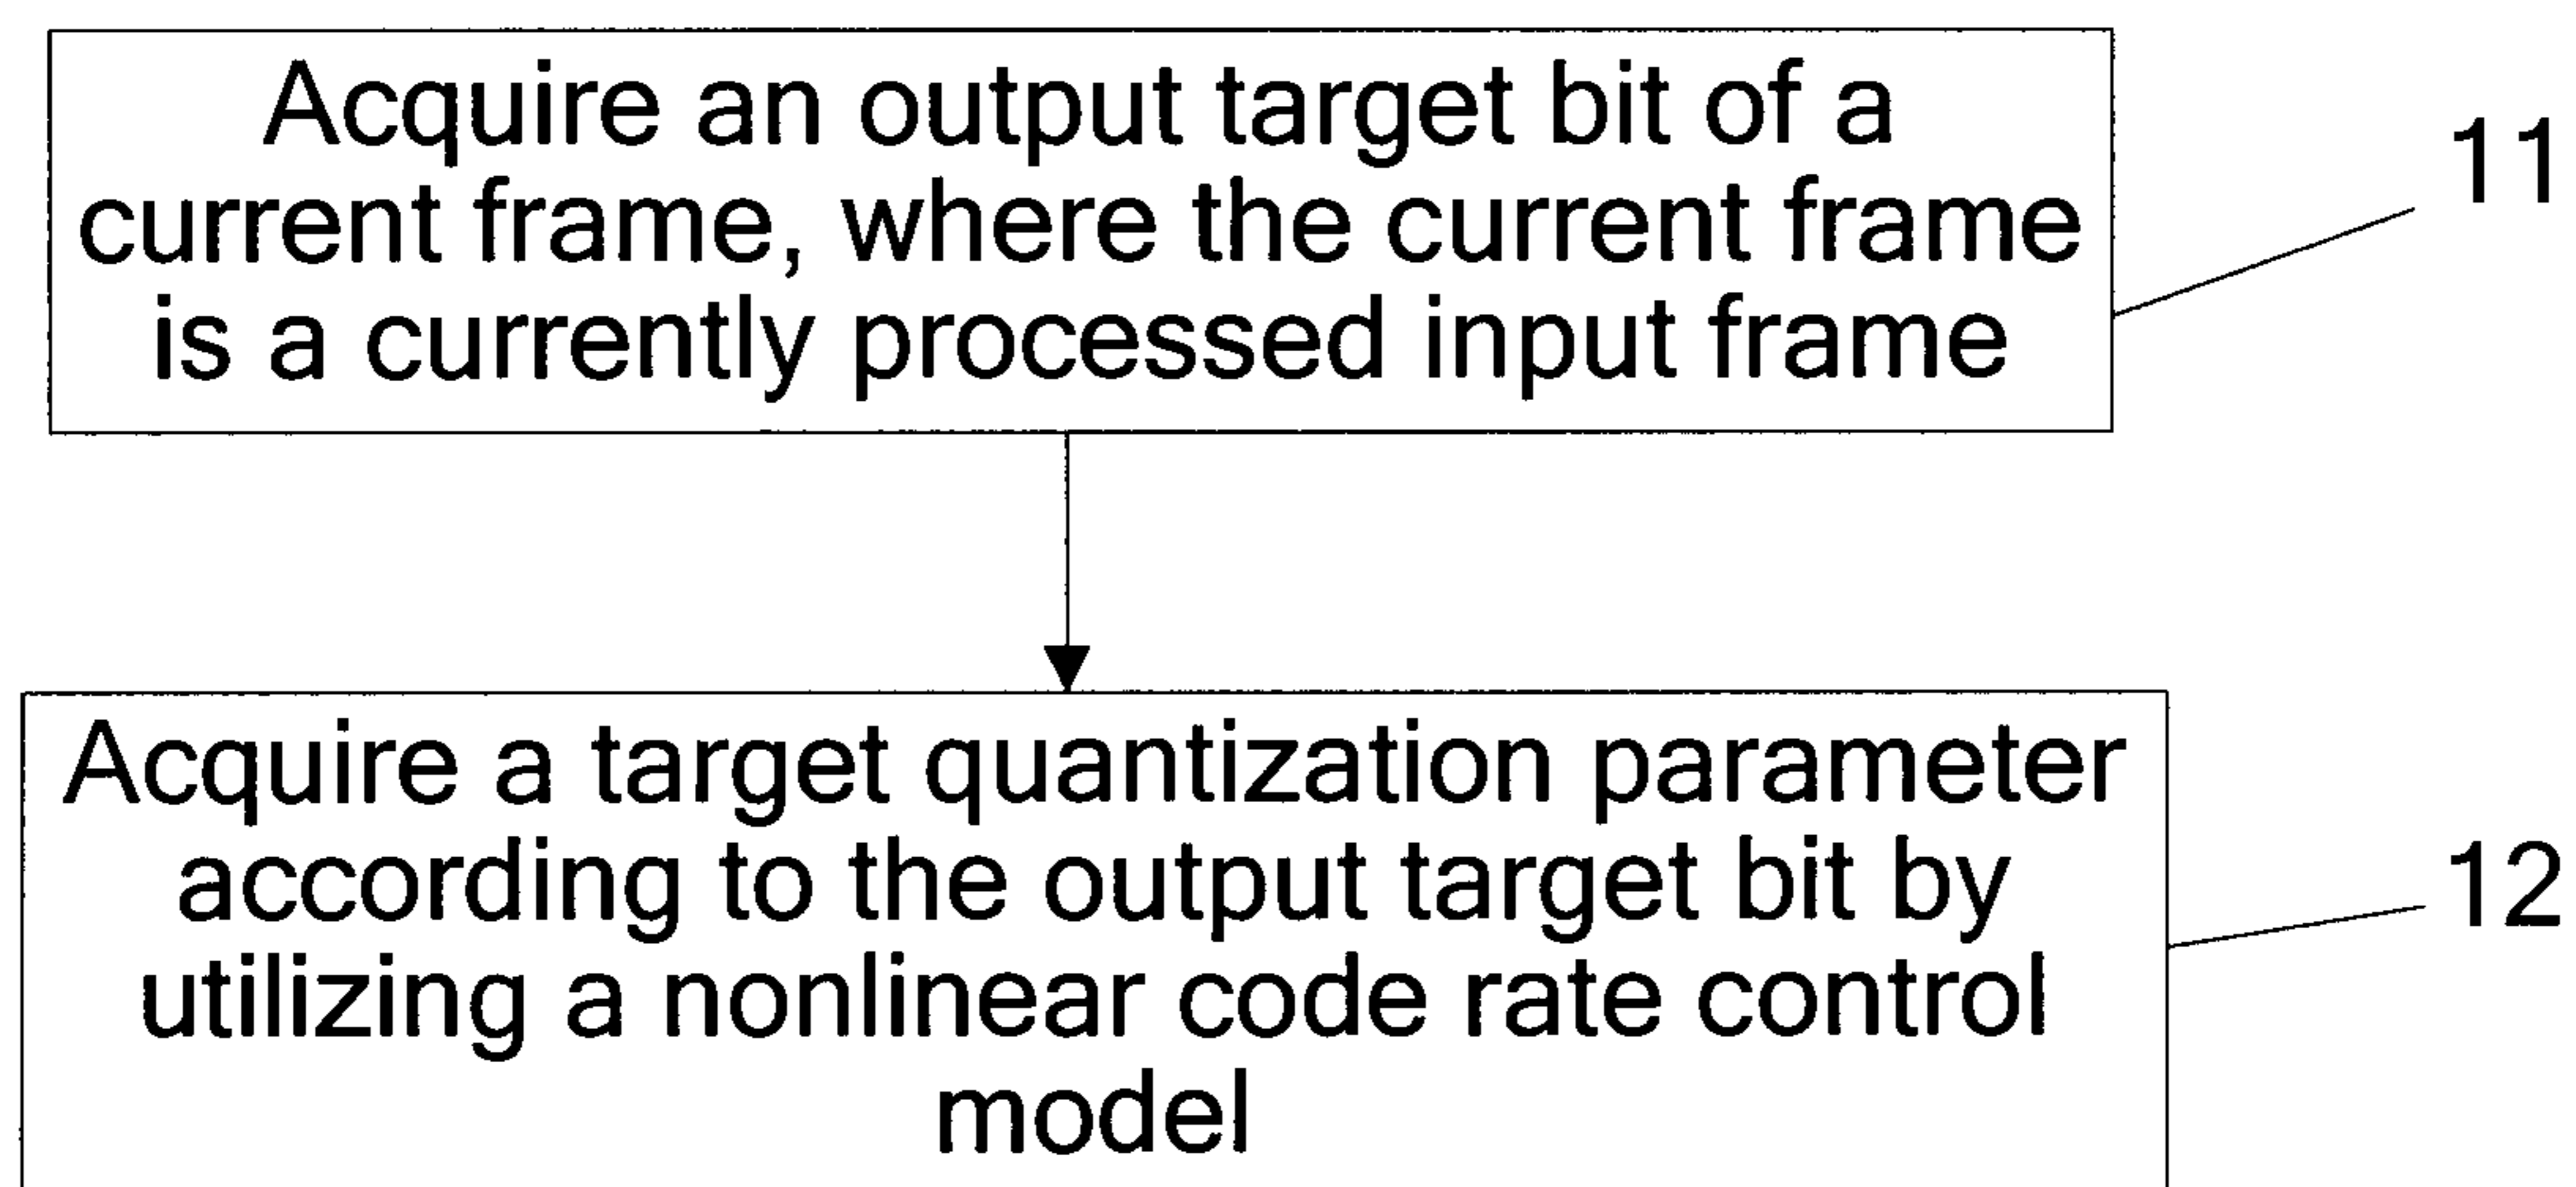 Acquire an output target bit of a
current frame, where the current frame
is a currently processed input frame
11
Acquire a target quantization parameter
according to the output target bit by
utilizing a nonlinear code rate control
model
12